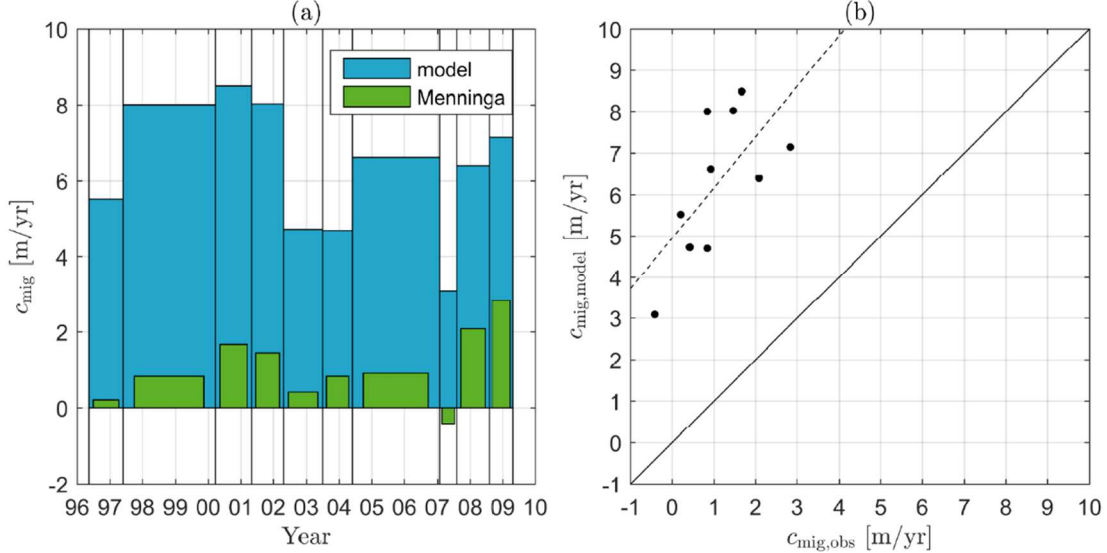 (a)
10
8
6
4
2
0
-2
c_mig [m/yr]
model
Menninga
96 97 98 99 00 01 02 03 04 05 06 07 08 09 10
Year
(b)
10
9
8
7
6
5
4
3
2
1
0
-1
c_mig,model [m/yr]
-1 0 1 2 3 4 5 6 7 8 9 10
c_mig,obs [m/yr]